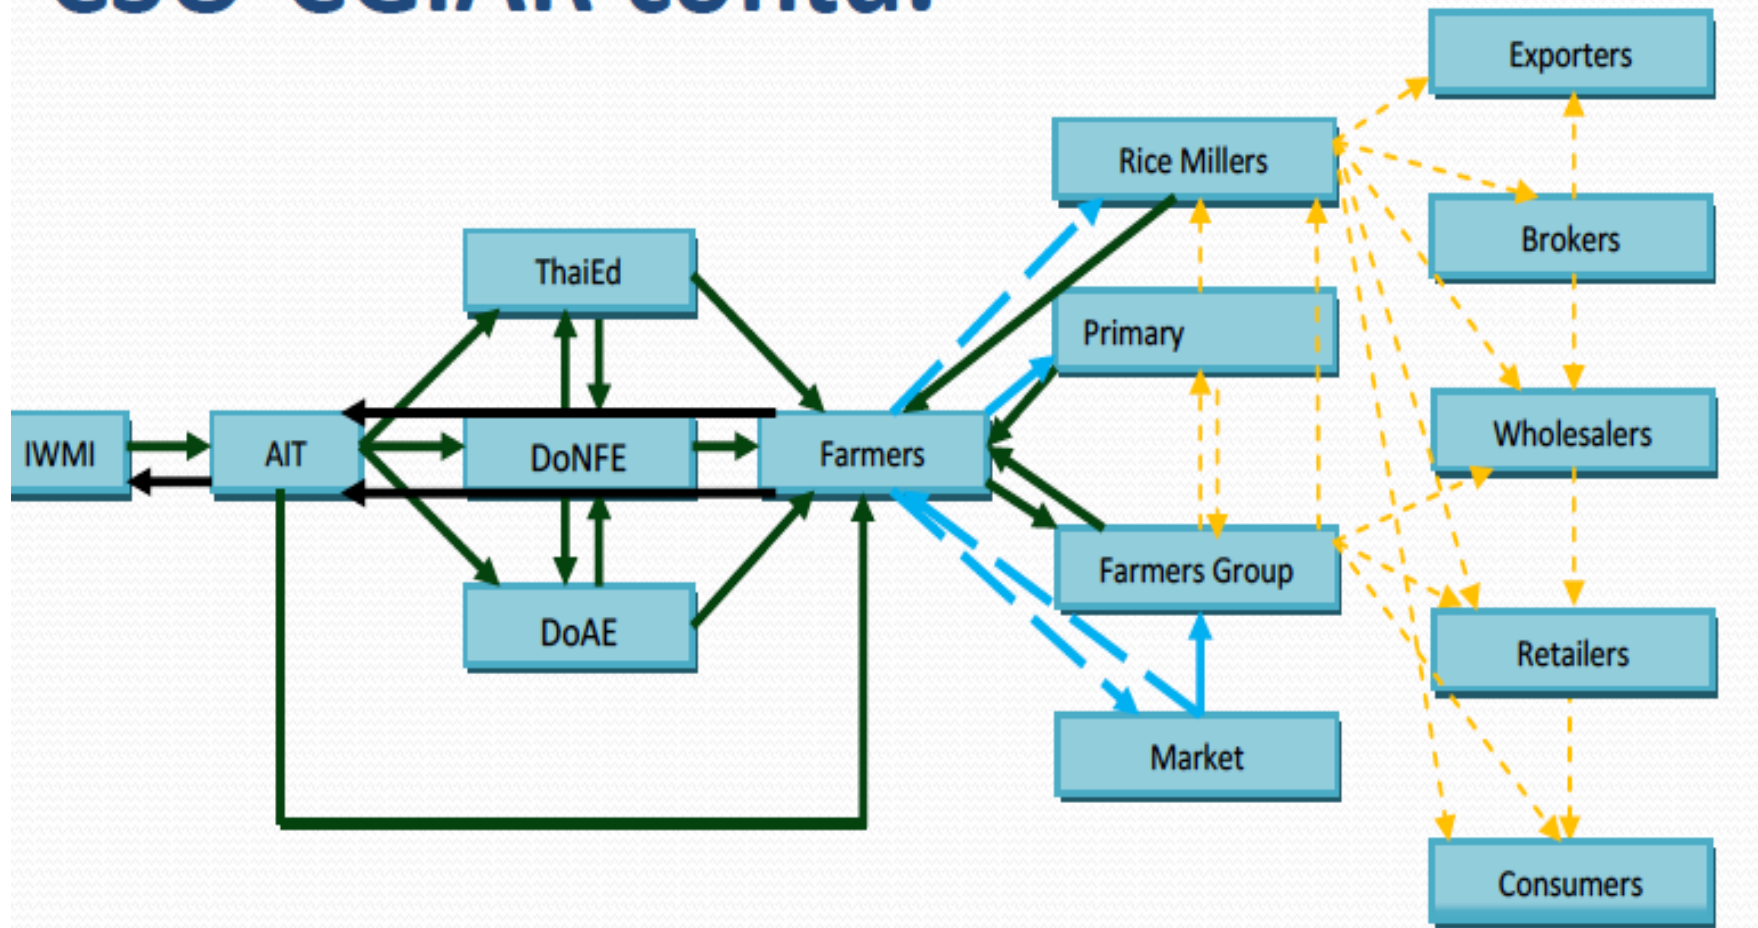 Exporters
Rice Millers
Brokers
ThaiEd
Primary
IWMI
AIT
DoNFE
Farmers
Wholesalers
Farmers Group
DoAE
Retailers
Market
Consumers